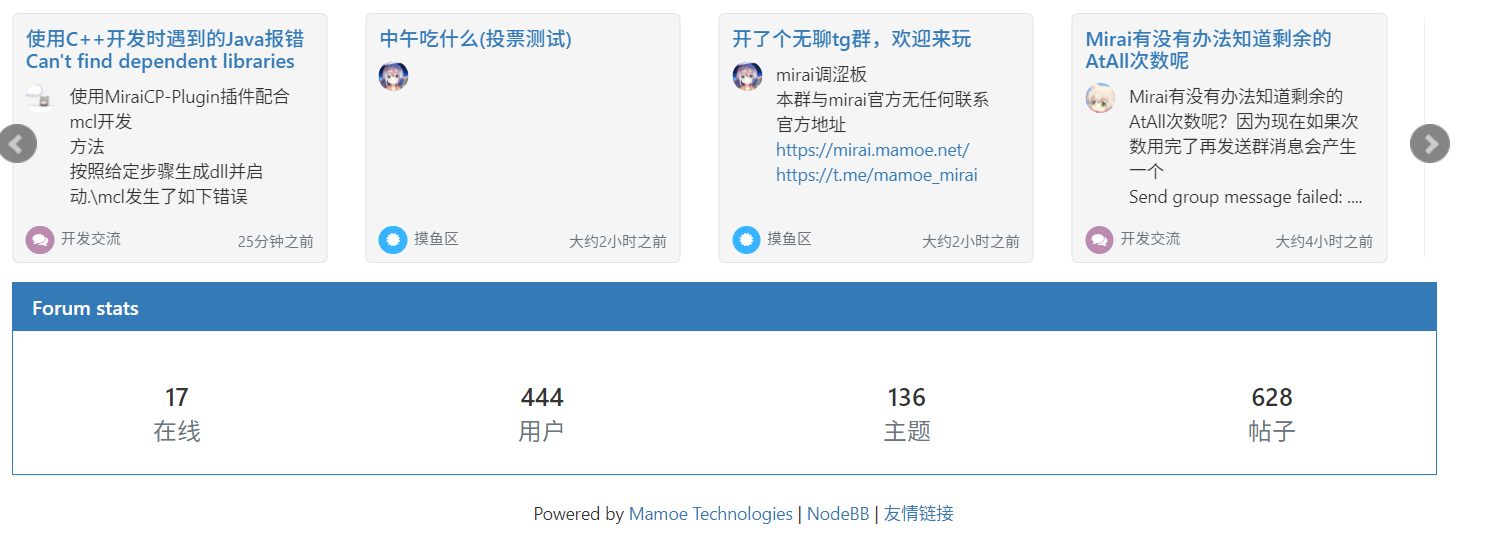 使用C++开发时遇到的Java报错
Can't find dependent libraries
使用MiraiCP-Plugin插件配合
mcl开发
方法
按照给定步骤生成dll并启
动.\mcl发生了如下错误
开发交流
25分钟之前
中午吃什么(投票测试)
摸鱼区
大约2小时之前
开了个无聊tg群，欢迎来玩
mirai调涩板
本群与mirai官方无任何联系
官方地址
https://mirai.mamoe.net/
https://t.me/mamoe_mirai
摸鱼区
大约2小时之前
Mirai有没有办法知道剩余的
AtAll次数呢
Mirai有没有办法知道剩余的
AtAll次数呢？因为现在如果次
数用完了再发送群消息会产生
一个
Send group message failed: ....
开发交流
大约4小时之前
Forum stats
17
在线
444
用户
136
主题
628
帖子
Powered by Mamoe Technologies | NodeBB | 友情链接